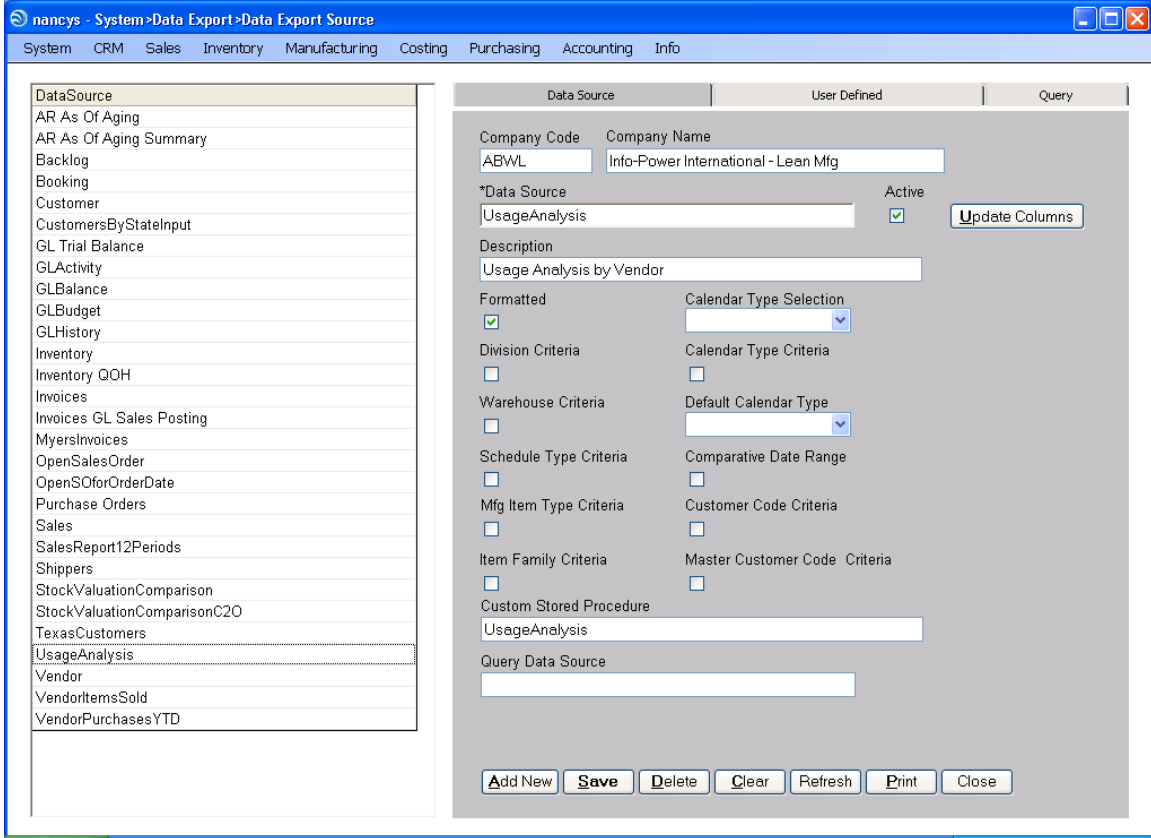 nancys - System>Data Export>Data Export Source
System CRM Sales Inventory Manufacturing Costing Purchasing Accounting Info
DataSource
AR As Of Aging
AR As Of Aging Summary
Backlog
Booking
Customer
CustomersByStateInput
GL Trial Balance
GLActivity
GLBalance
GLBudget
GLHistory
Inventory
Inventory QOH
Invoices
Invoices GL Sales Posting
MyersInvoices
OpenSalesOrder
OpenSOforOrderDate
Purchase Orders
Sales
SalesReport12Periods
Shippers
StockValuationComparison
StockValuationComparisonC2O
TexasCustomers
UsageAnalysis
Vendor
VendorItemsSold
VendorPurchasesYTD
Data Source User Defined Query
Company Code Company Name
ABWL Info-Power International - Lean Mfg
*Data Source Active
UsageAnalysis Update Columns
Description
Usage Analysis by Vendor
Formatted Calendar Type Selection
Division Criteria Calendar Type Criteria
Warehouse Criteria Default Calendar Type
Schedule Type Criteria Comparative Date Range
Mfg Item Type Criteria Customer Code Criteria
Item Family Criteria Master Customer Code Criteria
Custom Stored Procedure
UsageAnalysis
Query Data Source
Add New Save Delete Clear Refresh Print Close